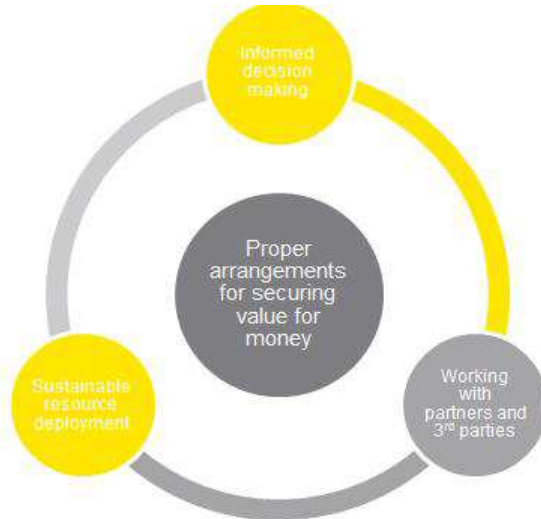 Informed
decision
making
Proper
arrangements
for securing
value for
money
Sustainable
resource
deployment
Working
with
partners and
3rd parties